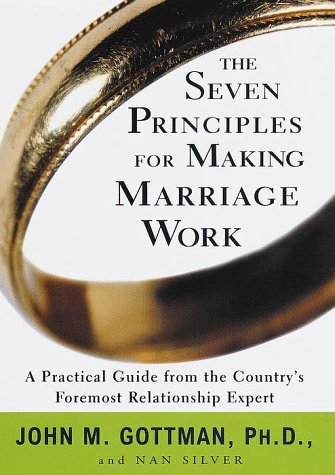 THE
SEVEN
PRINCIPLES
FOR MAKING
MARRIAGE
WORK
A Practical Guide from the Country's
Foremost Relationship Expert
JOHN M. GOTTMAN, PH.D.,
AND NAN SILVER